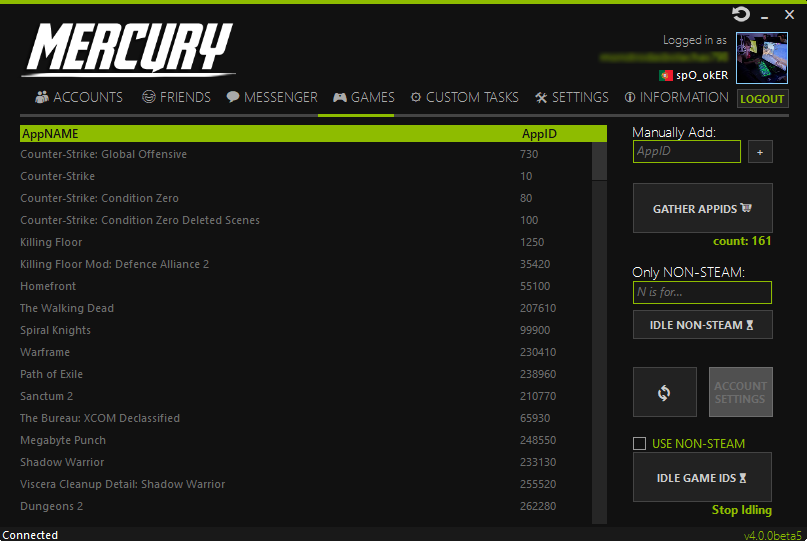 MERCURY
Logged in as
spO_okER
ACCOUNTS FRIENDS MESSENGER GAMES CUSTOM TASKS SETTINGS INFORMATION LOGOUT
AppNAME AppID
Counter-Strike: Global Offensive 730
Counter-Strike 10
Counter-Strike: Condition Zero 80
Counter-Strike: Condition Zero Deleted Scenes 100
Killing Floor 1250
Killing Floor Mod: Defence Alliance 2 35420
Homefront 55100
The Walking Dead 207610
Spiral Knights 99900
Warframe 230410
Path of Exile 238960
Sanctum 2 210770
The Bureau: XCOM Declassified 65930
Megabyte Punch 248550
Shadow Warrior 233130
Viscera Cleanup Detail: Shadow Warrior 255520
Dungeons 2 262280
Manually Add:
AppID +
GATHER APPIDS
count: 161
Only NON-STEAM:
N is for...
IDLE NON-STEAM
ACCOUNT
SETTINGS
USE NON-STEAM
IDLE GAME IDS
Stop Idling
Connected v4.0.0beta5